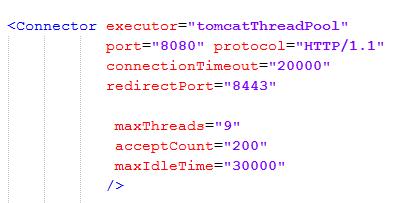 <Connector executor="tomcatThreadPool"
port="8080" protocol="HTTP/1.1"
connectionTimeout="20000"
redirectPort="8443"
maxThreads="9"
acceptCount="200"
maxIdleTime="30000"
/>